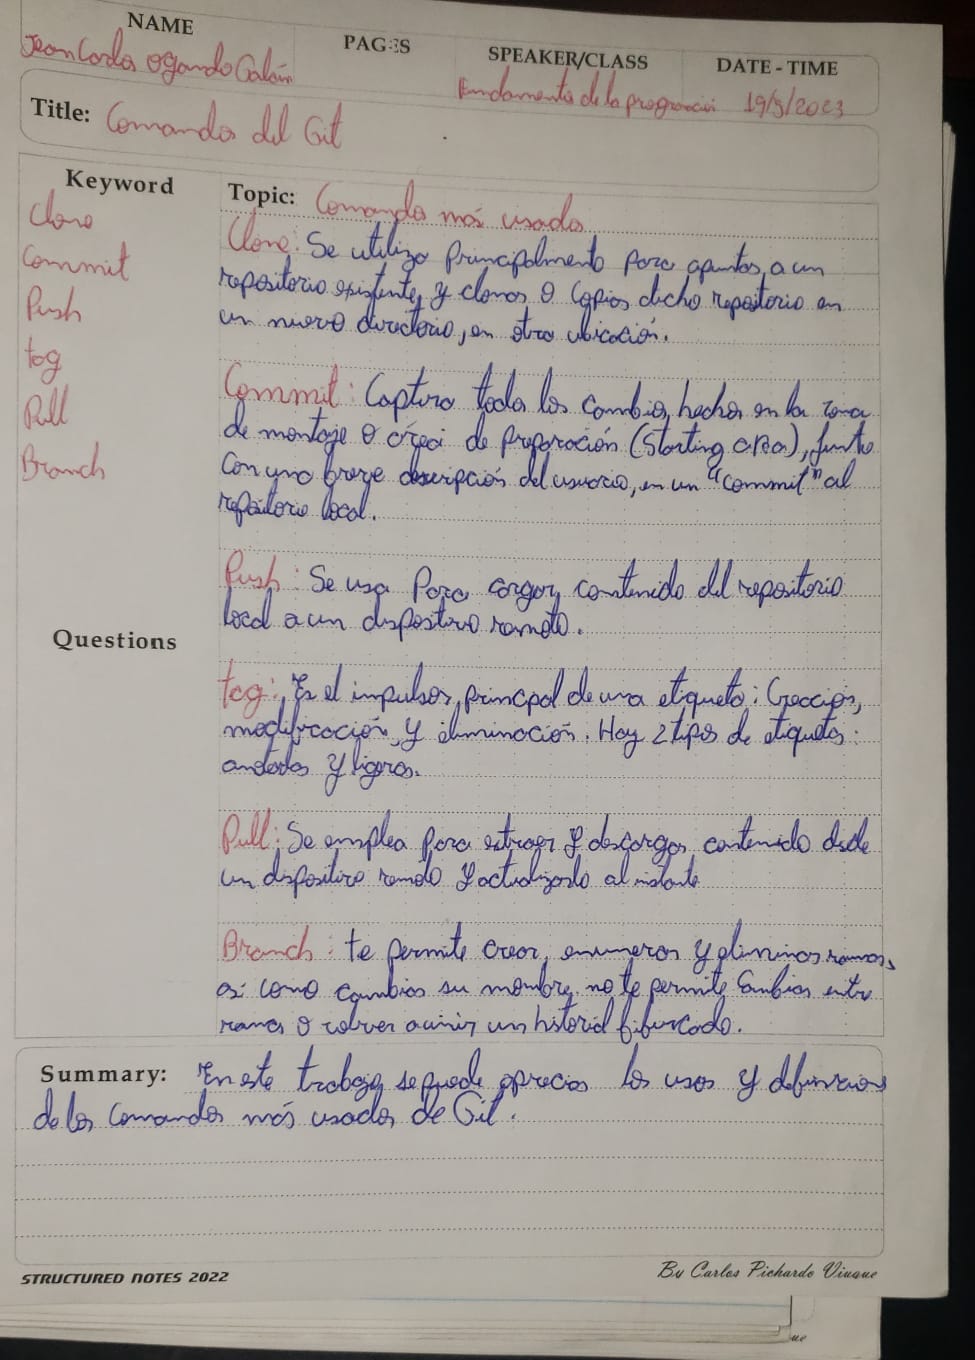 NAME
PAGES
SPEAKER/CLASS
DATE - TIME
Jean Carlos Ogando Galán
Fundamentos de la programación 19/5/2023
Title: Comandos del Git
Keyword
Topic: Comandos más usados
Clone
Commit
Push
tag
Pull
Branch
Questions
Clone: Se utiliza principalmente para apuntar a un
repositorio existente, y clonar o copiar dicho repositorio en
un nuevo directorio, en otra ubicación.
Commit: Captura todos los cambios hechos en la zona
de montaje o área de preparación (Starting area), junto
con una breve descripción del usuario, en un "commit" al
repositorio local.
Push: Se usa para cargar contenido del repositorio
local a un dispositivo remoto.
tag: Es el impulsor principal de una etiqueta: Creación,
modificación y eliminación. Hay 2 tipos de etiquetas:
anotadas y ligeras.
Pull: Se emplea para extraer y descargar contenido desde
un dispositivo remoto y actualizarlo al instante
Branch: te permite crear, enumerar y eliminar ramas,
así como cambiar su nombre, no te permite cambiar entre
ramas o volver a unir un historial bifurcado.
Summary: En este trabajo se puede apreciar los usos y definiciones
de los Comandos más usados de Git.
STRUCTURED NOTES 2022
By Carlos Pichardo Viuque
ue